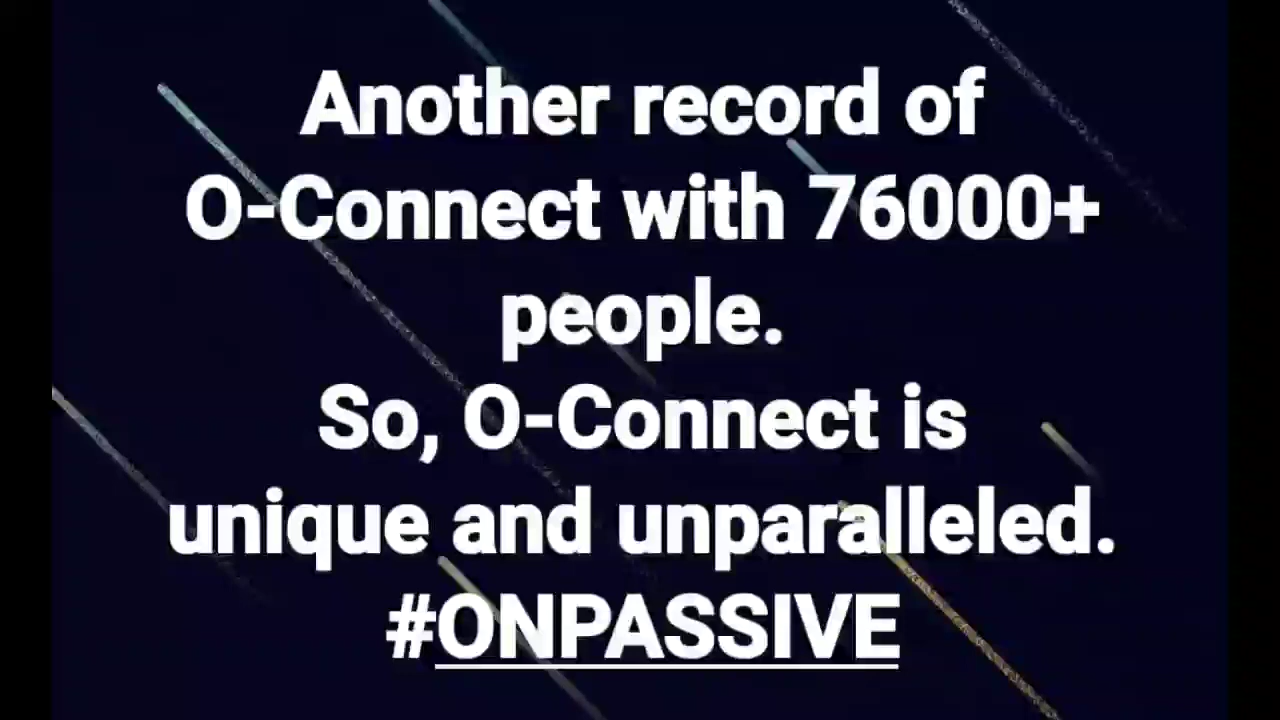 Another record of
O-Connect with 76000+
people.
So, O-Connect is
unique and unparalleled.
#ONPASSIVE